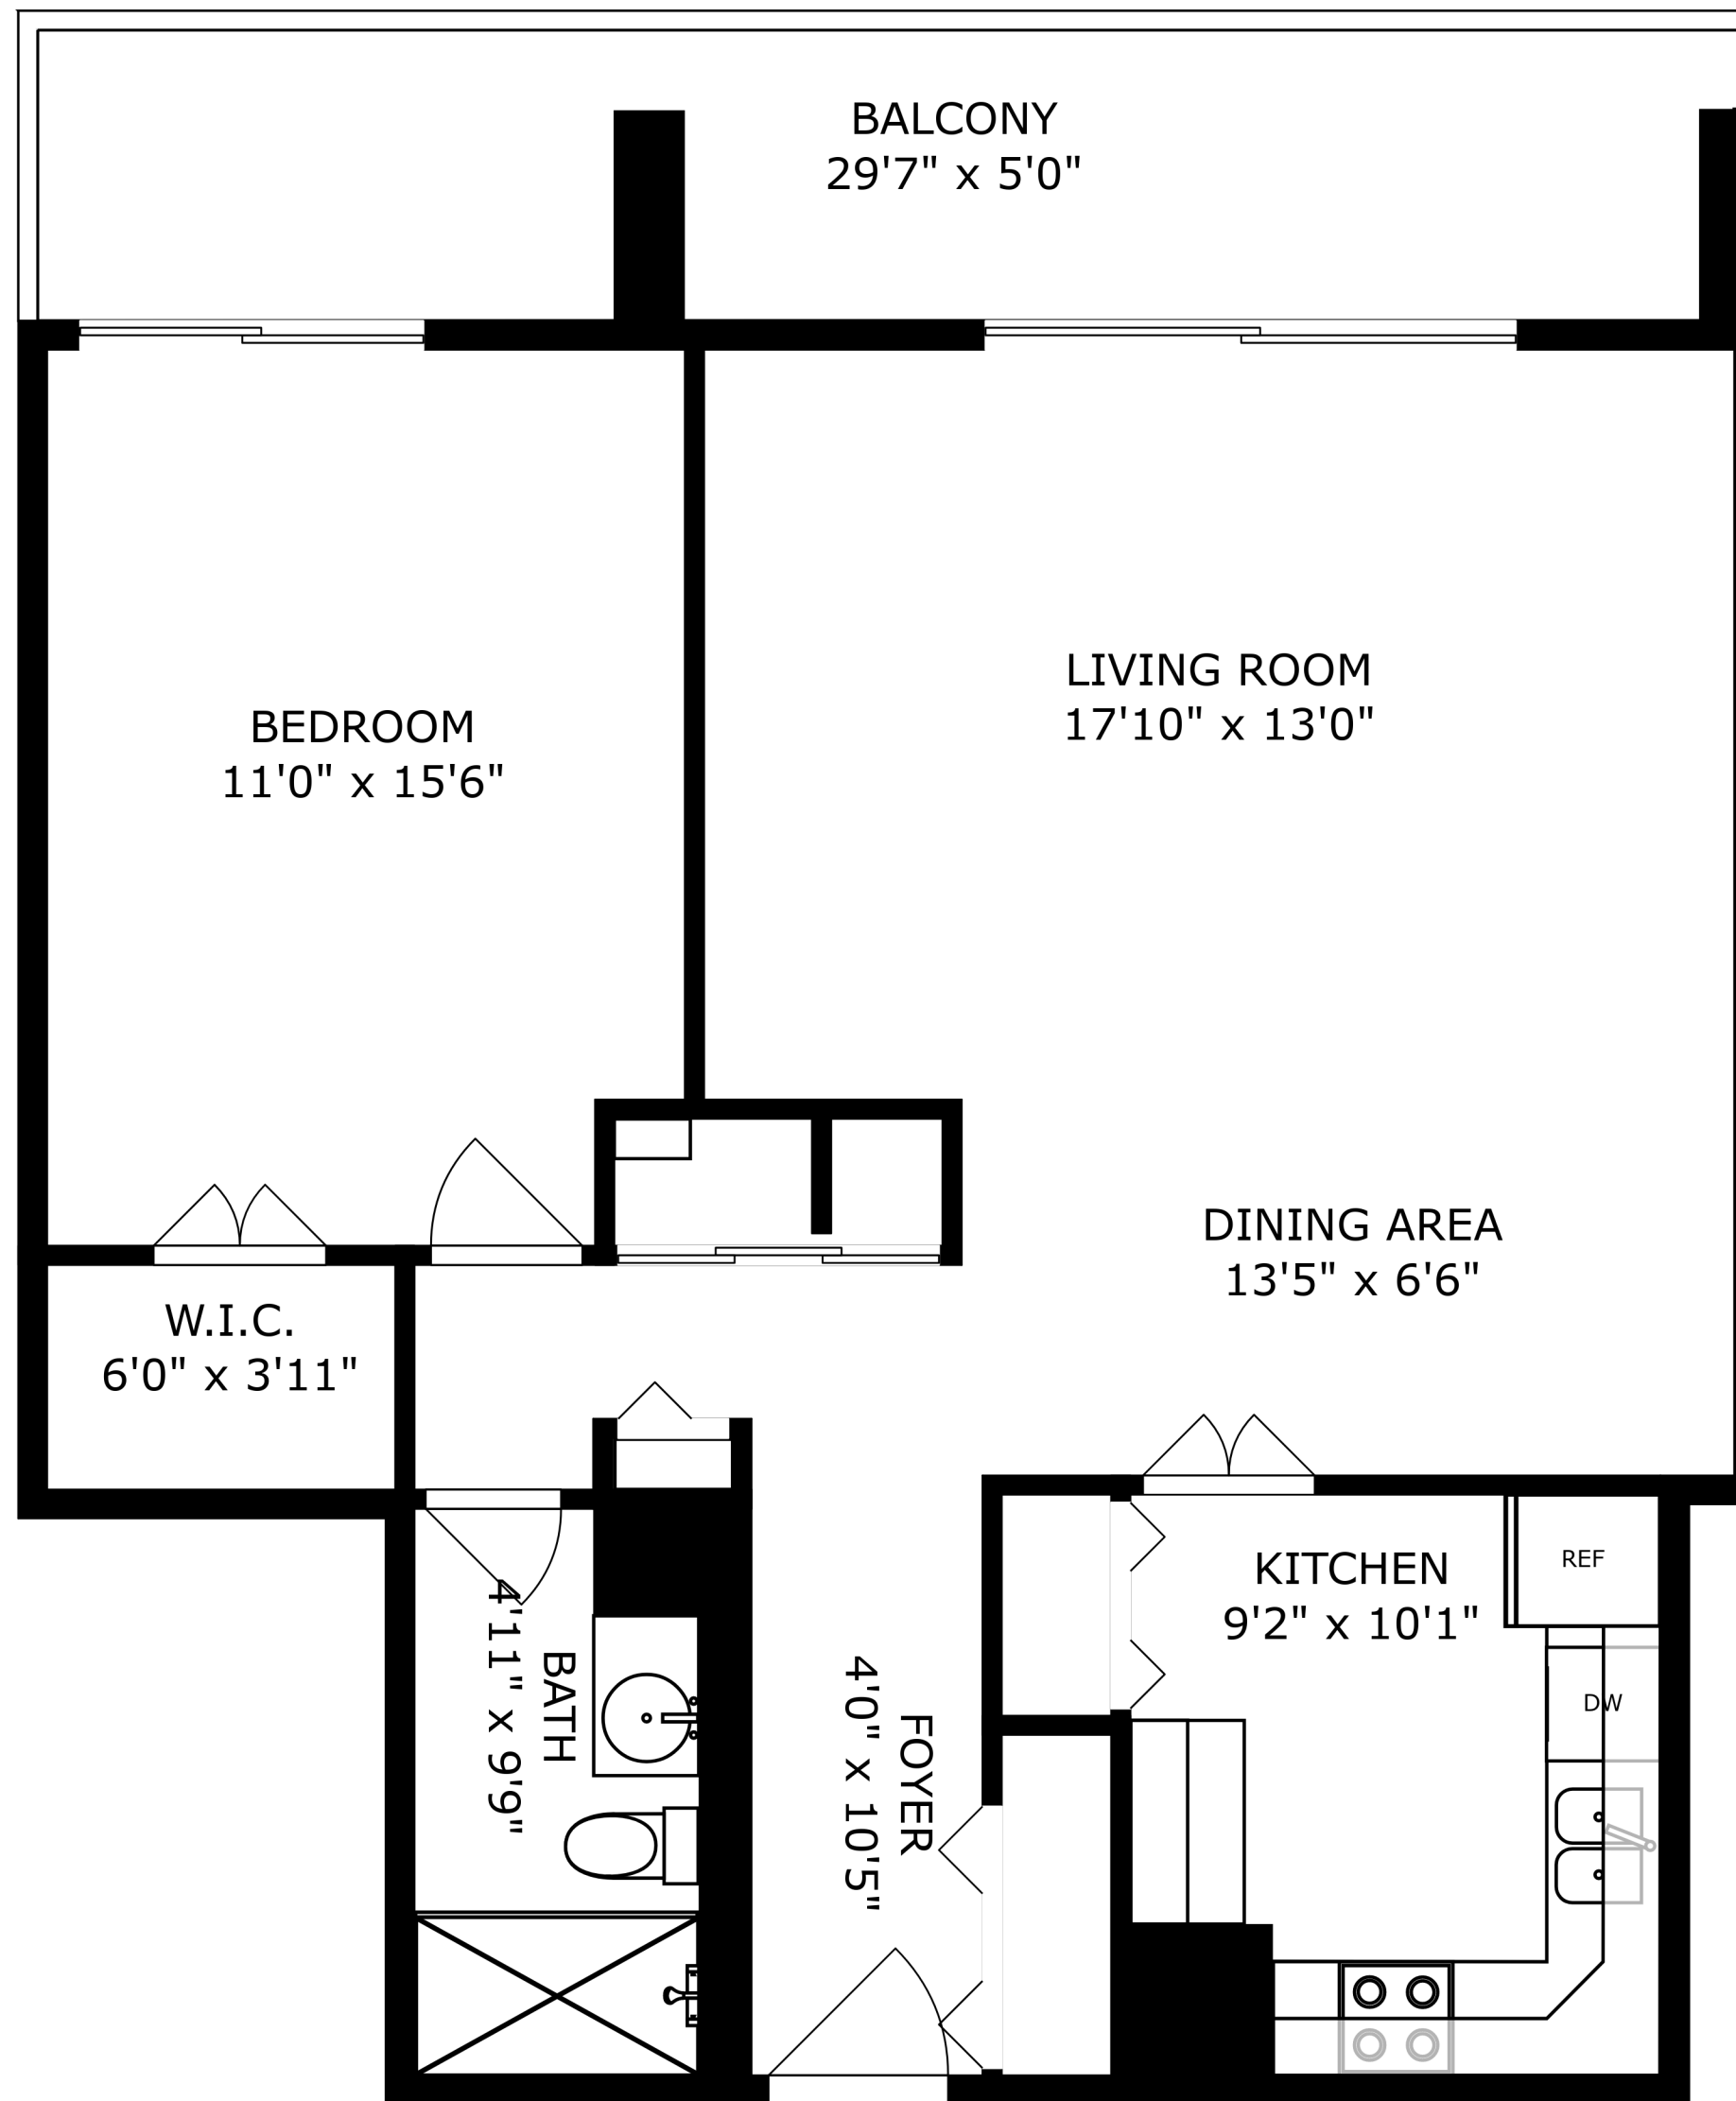 BALCONY
29'7" x 5'0"
LIVING ROOM
17'10" x 13'0"
BEDROOM
11'0" x 15'6"
DINING AREA
13'5" x 6'6"
W.I.C.
6'0" x 3'11"
KITCHEN
9'2" x 10'1"
REF
DW
BATH
4'11" x 9'9"
FOYER
4'0" x 10'5"